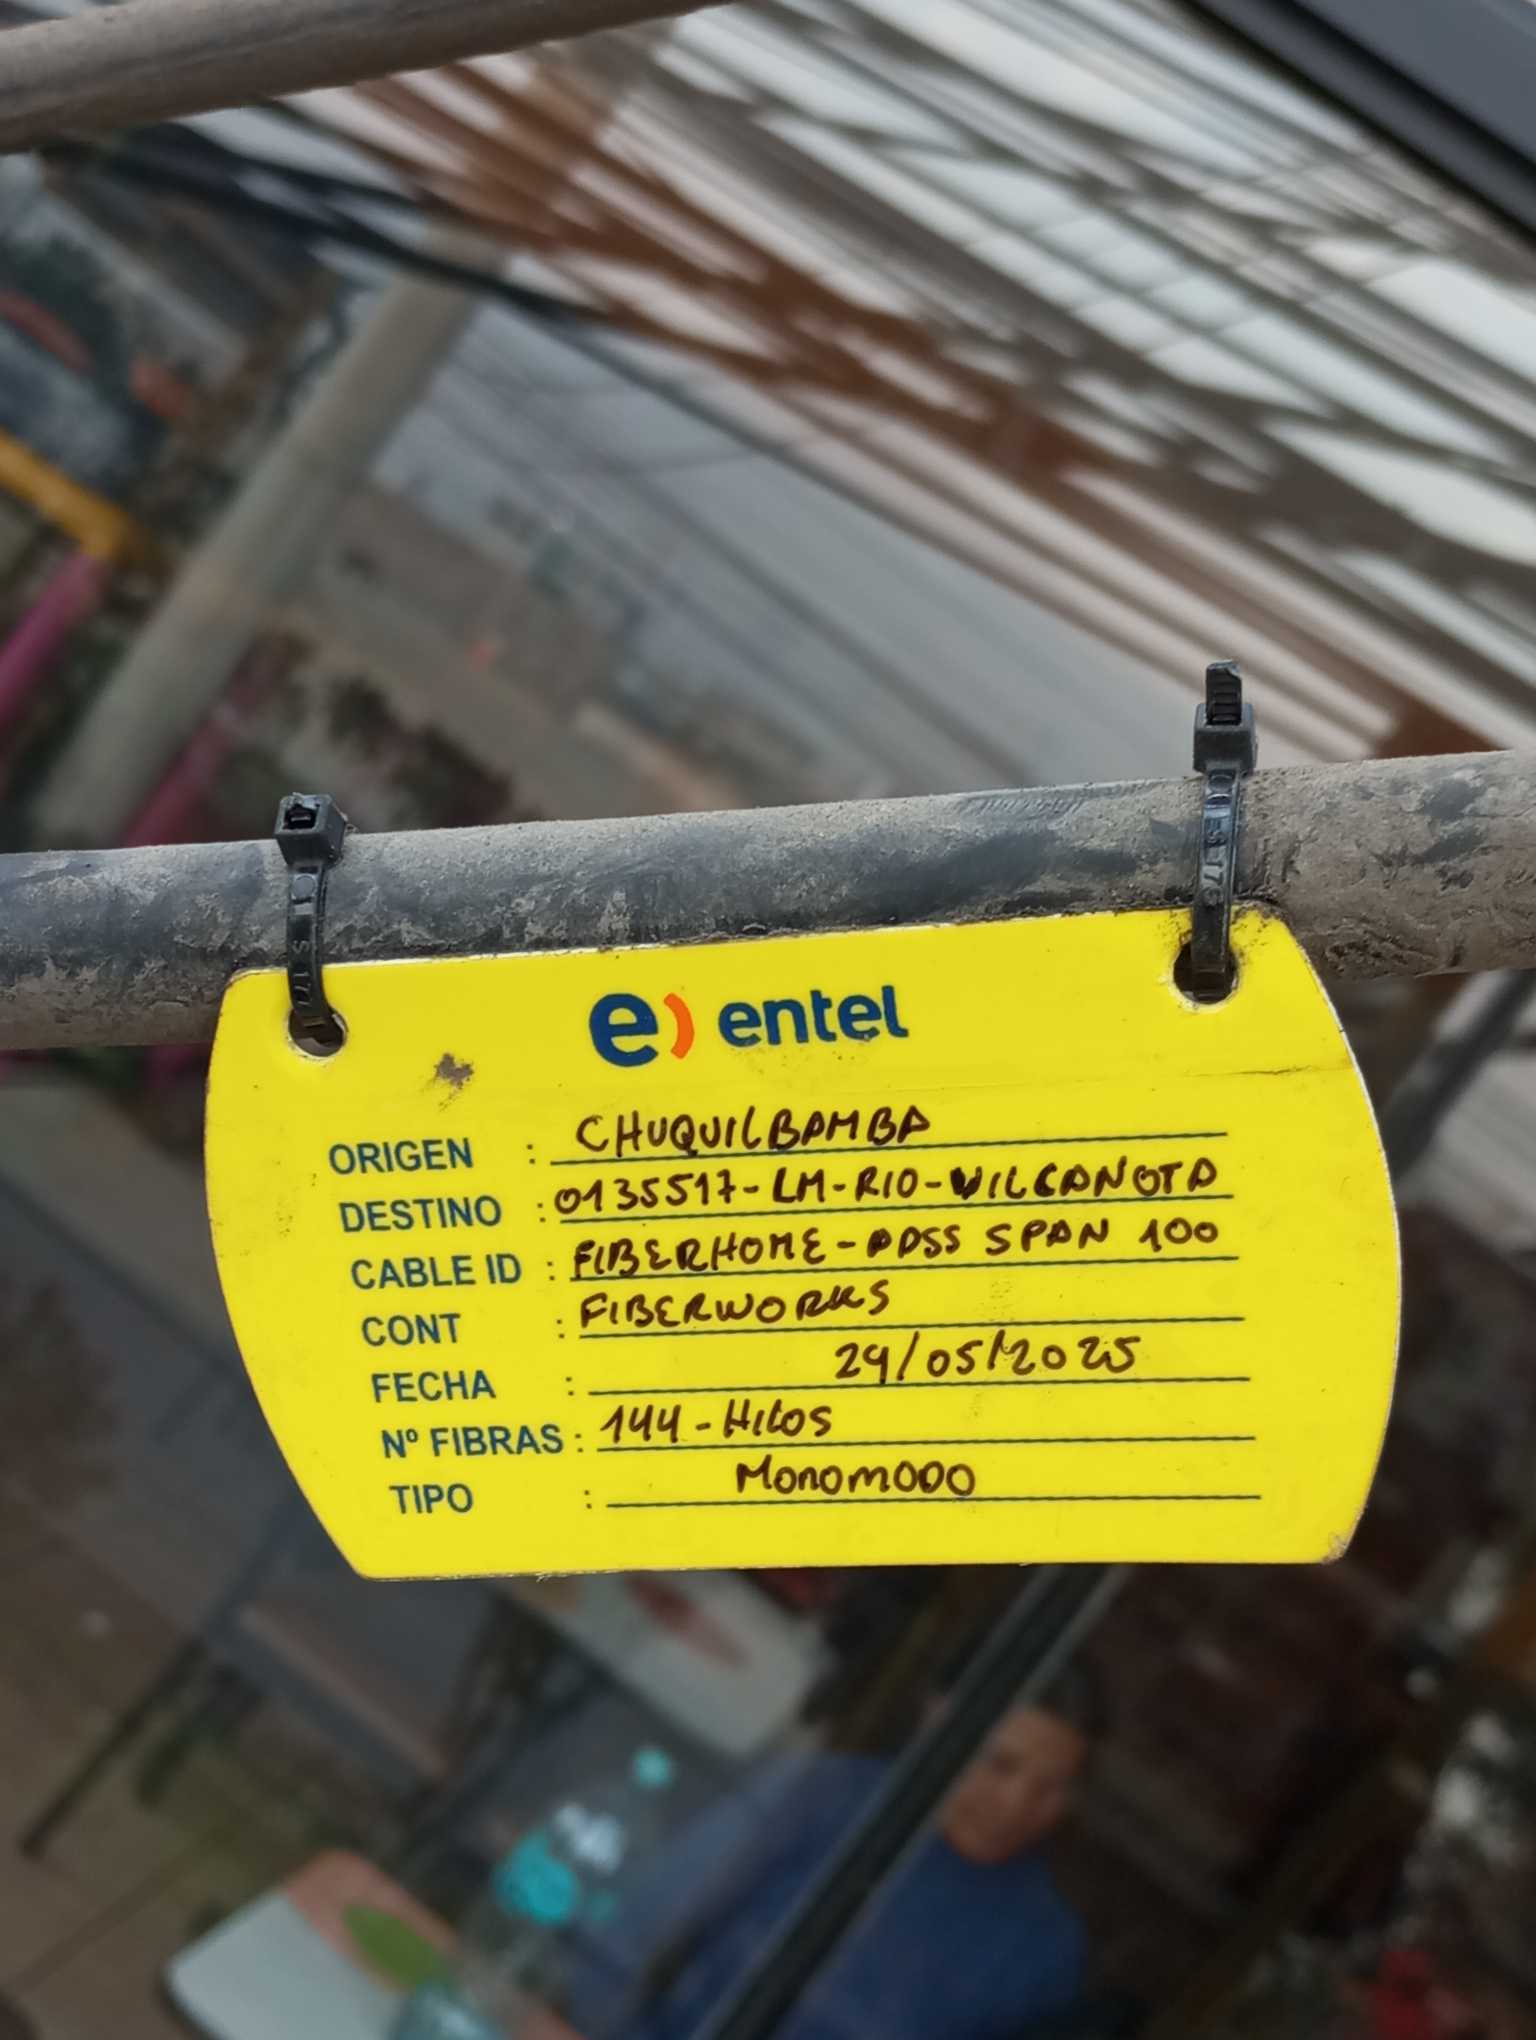 e) entel
ORIGEN : CHUQUILBAMBA
DESTINO : 0135517-LM-RIO-VILCANOTA
CABLE ID : FIBERHOME-ADSS SPAN 100
CONT : FIBERWORKS
FECHA : 29/05/2025
Nº FIBRAS : 144-HILOS
TIPO : MONOMODO